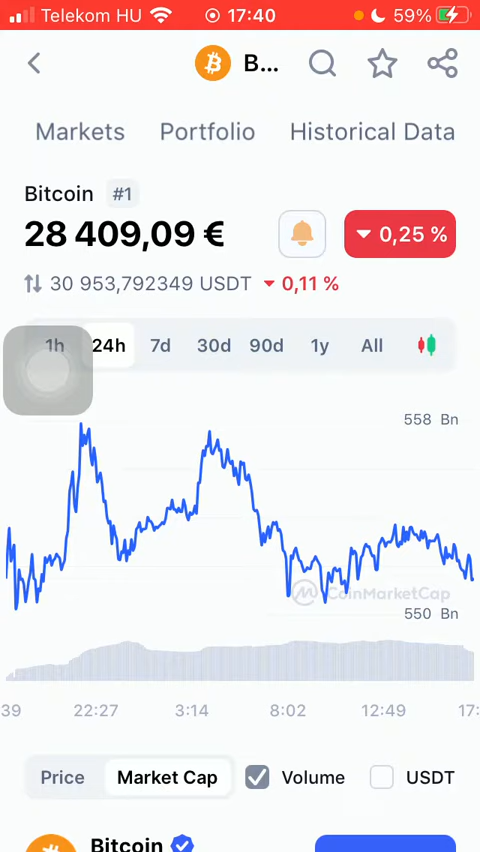 Telekom HU 17:40 59%
B...
Markets Portfolio Historical Data
Bitcoin #1
28 409,09 € 0,25 %
30 953,792349 USDT 0,11 %
1h 24h 7d 30d 90d 1y All
558 Bn
CoinMarketCap
550 Bn
39 22:27 3:14 8:02 12:49 17:
Price Market Cap Volume USDT
Bitcoin